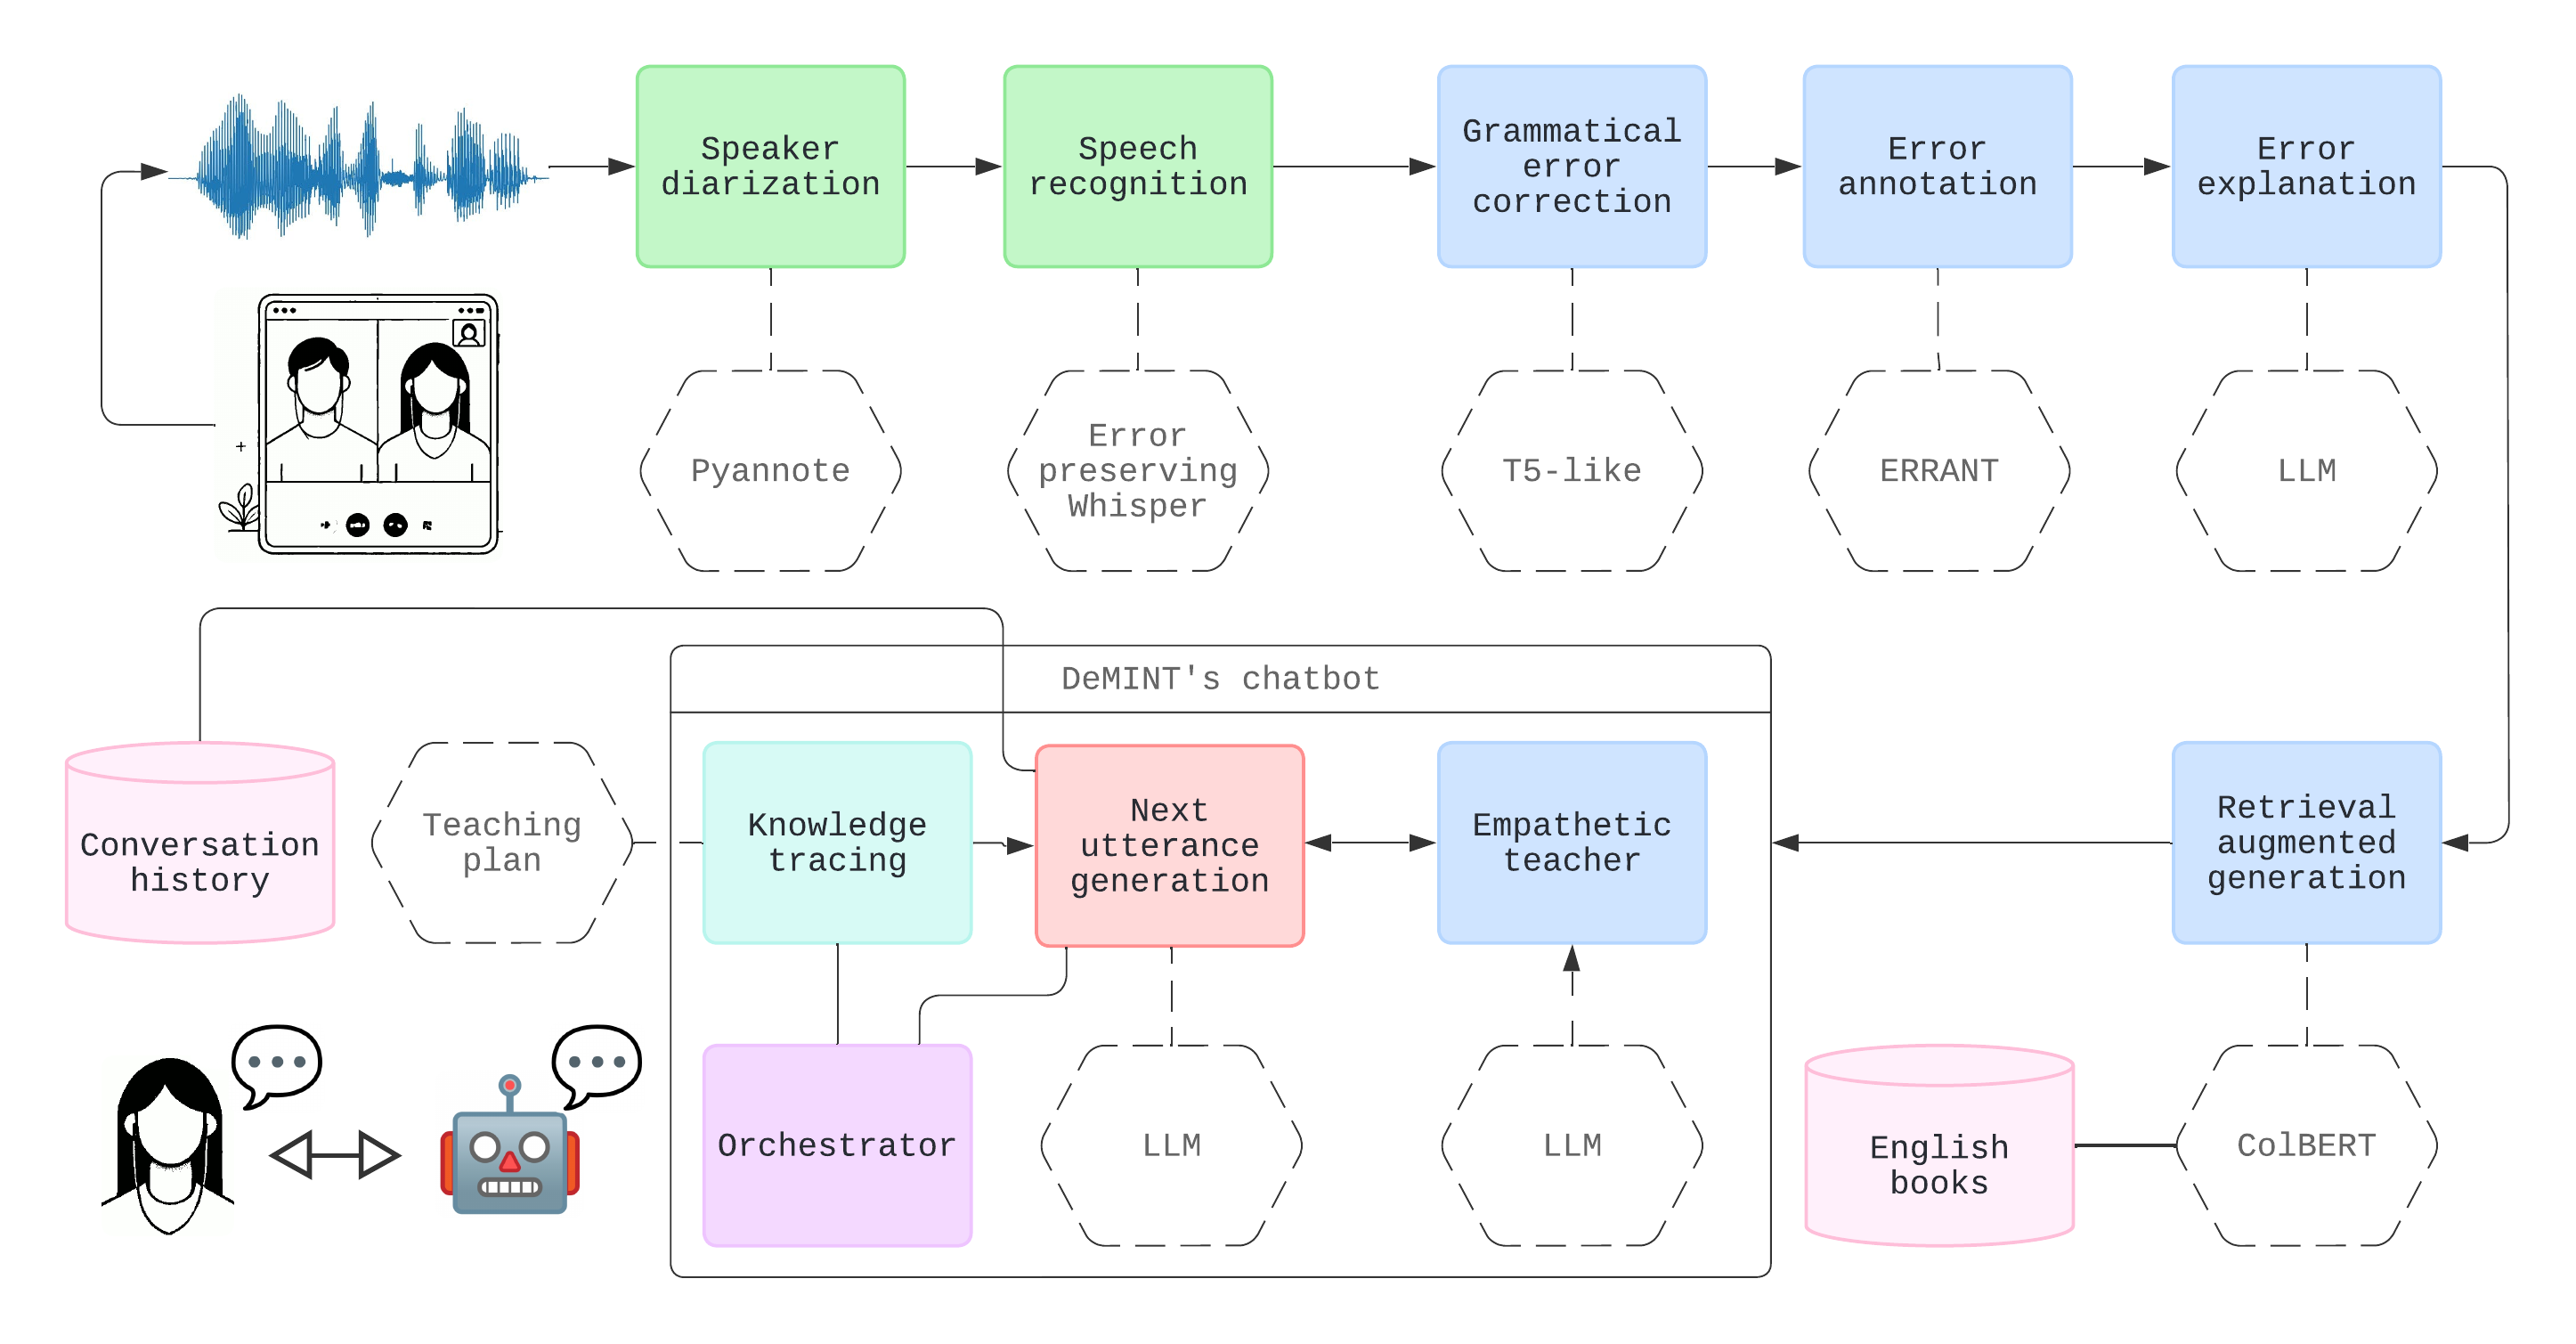 Speaker
diarization
Speech
recognition
Grammatical
error
correction
Error
annotation
Error
explanation
Pyannote
Error
preserving
Whisper
T5-like
ERRANT
LLM
DeMINT's chatbot
Conversation
history
Teaching
plan
Knowledge
tracing
Next
utterance
generation
Empathetic
teacher
Retrieval
augmented
generation
Orchestrator
LLM
LLM
English
books
ColBERT